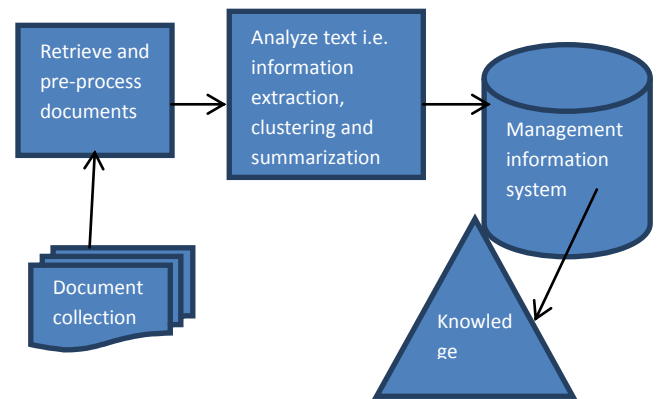 Retrieve and
pre-process
documents
Analyze text i.e.
information
extraction,
clustering and
summarization
Management
information
system
Document
collection
Knowled
ge